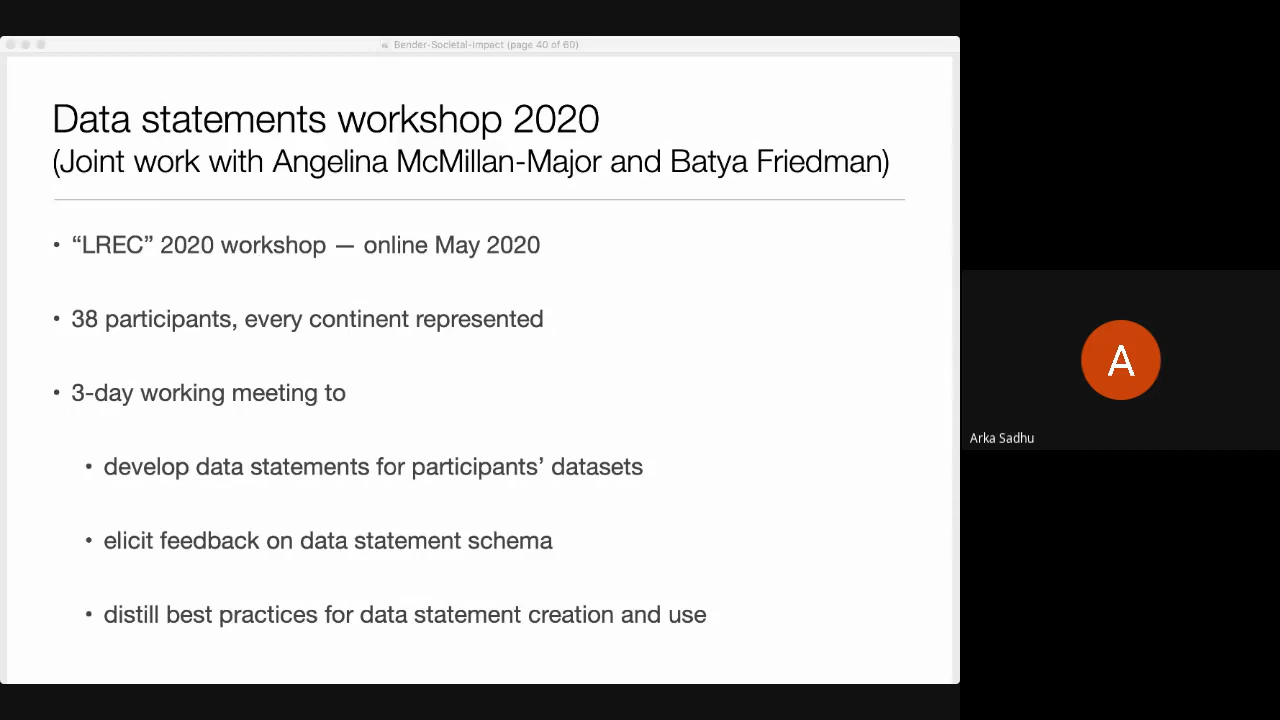 Bender-Societal-Impact (page 40 of 60)
Data statements workshop 2020
(Joint work with Angelina McMillan-Major and Batya Friedman)
• “LREC” 2020 workshop — online May 2020
• 38 participants, every continent represented
• 3-day working meeting to
• develop data statements for participants’ datasets
• elicit feedback on data statement schema
• distill best practices for data statement creation and use
A
Arka Sadhu